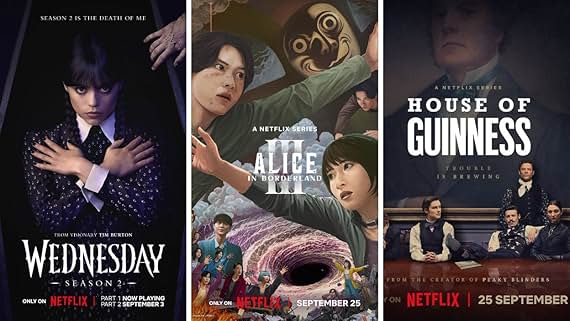 SEASON 2 IS THE DEATH OF ME
FROM VISIONARY TIM BURTON
WEDNESDAY
SEASON 2
ONLY ON NETFLIX
PART 1 NOW PLAYING
PART 2 SEPTEMBER 3
A NETFLIX SERIES
III
ALICE
IN BORDERLAND
ONLY ON NETFLIX SEPTEMBER 25
A NETFLIX SERIES
HOUSE OF
GUINNESS
TROUBLE
IS BREWING
FROM THE CREATOR OF PEAKY BLINDERS
ONLY ON NETFLIX 25 SEPTEMBER